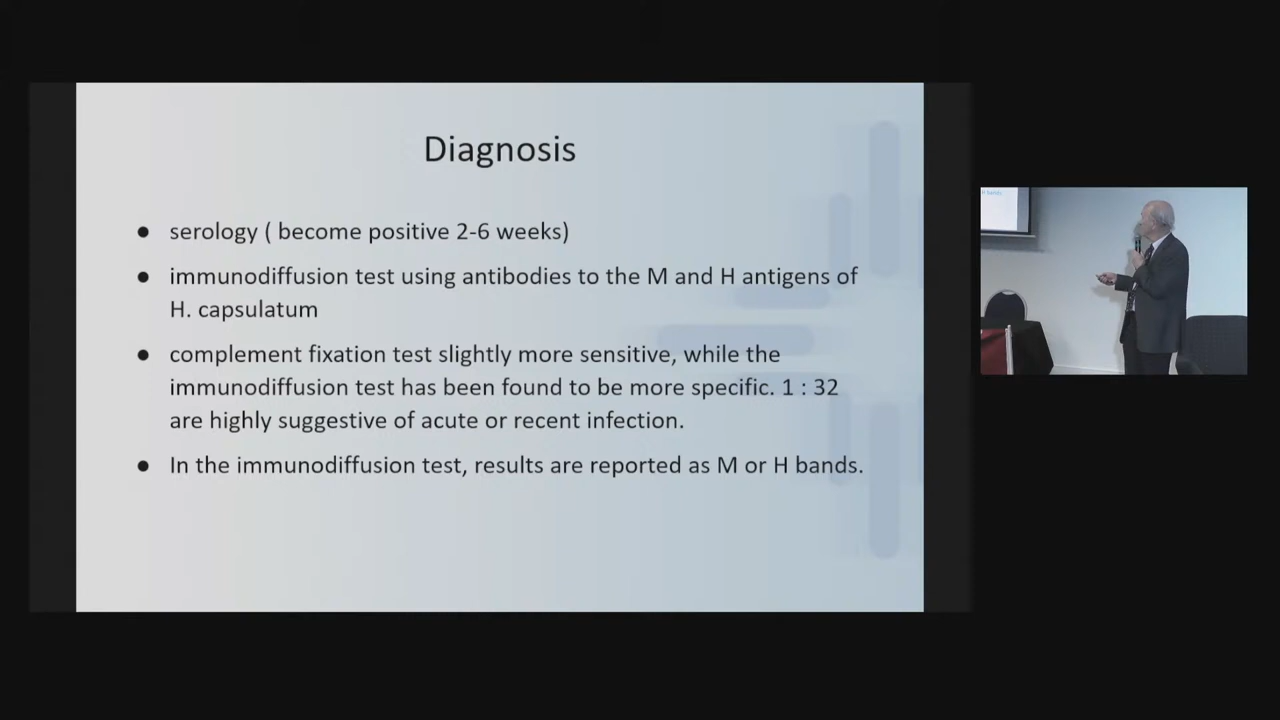 Diagnosis
● serology ( become positive 2-6 weeks)
● immunodiffusion test using antibodies to the M and H antigens of
H. capsulatum
● complement fixation test slightly more sensitive, while the
immunodiffusion test has been found to be more specific. 1 : 32
are highly suggestive of acute or recent infection.
● In the immunodiffusion test, results are reported as M or H bands.
H bands